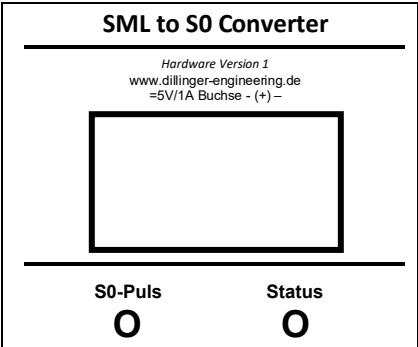 SML to S0 Converter
Hardware Version 1
www.dillinger-engineering.de
=5V/1A Buchse - (+) –
S0-Puls Status
O O